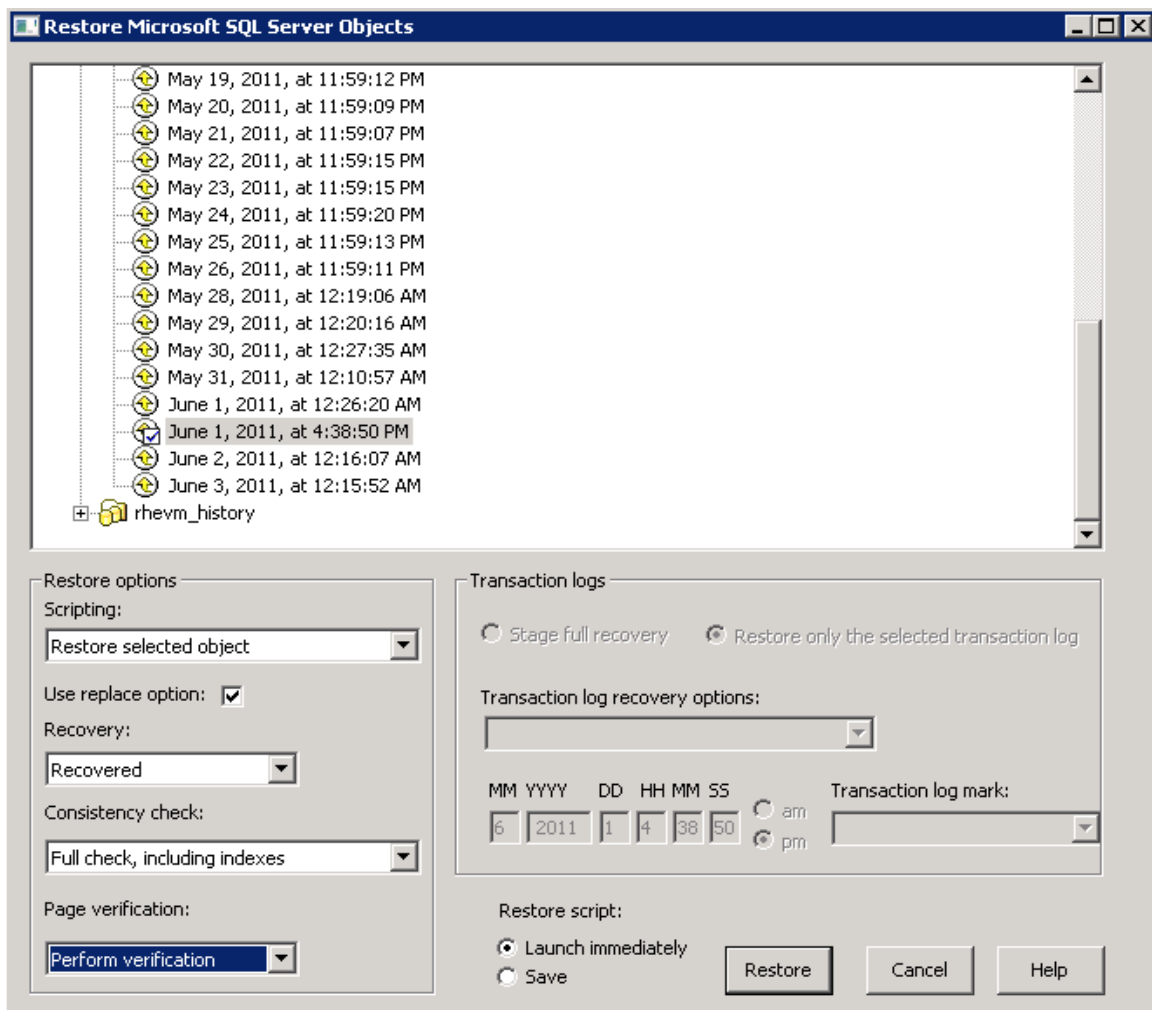 Restore Microsoft SQL Server Objects
May 19, 2011, at 11:59:12 PM
May 20, 2011, at 11:59:09 PM
May 21, 2011, at 11:59:07 PM
May 22, 2011, at 11:59:15 PM
May 23, 2011, at 11:59:15 PM
May 24, 2011, at 11:59:20 PM
May 25, 2011, at 11:59:13 PM
May 26, 2011, at 11:59:11 PM
May 28, 2011, at 12:19:06 AM
May 29, 2011, at 12:20:16 AM
May 30, 2011, at 12:27:35 AM
May 31, 2011, at 12:10:57 AM
June 1, 2011, at 12:26:20 AM
June 1, 2011, at 4:38:50 PM
June 2, 2011, at 12:16:07 AM
June 3, 2011, at 12:15:52 AM
rhevm_history
Restore options
Scripting:
Restore selected object
Use replace option:
Recovery:
Recovered
Consistency check:
Full check, including indexes
Page verification:
Perform verification
Transaction logs
Stage full recovery Restore only the selected transaction log
Transaction log recovery options:
MM YYYY DD HH MM SS
6 2011 1 4 38 50
am
pm
Transaction log mark:
Restore script:
Launch immediately
Save
Restore Cancel Help